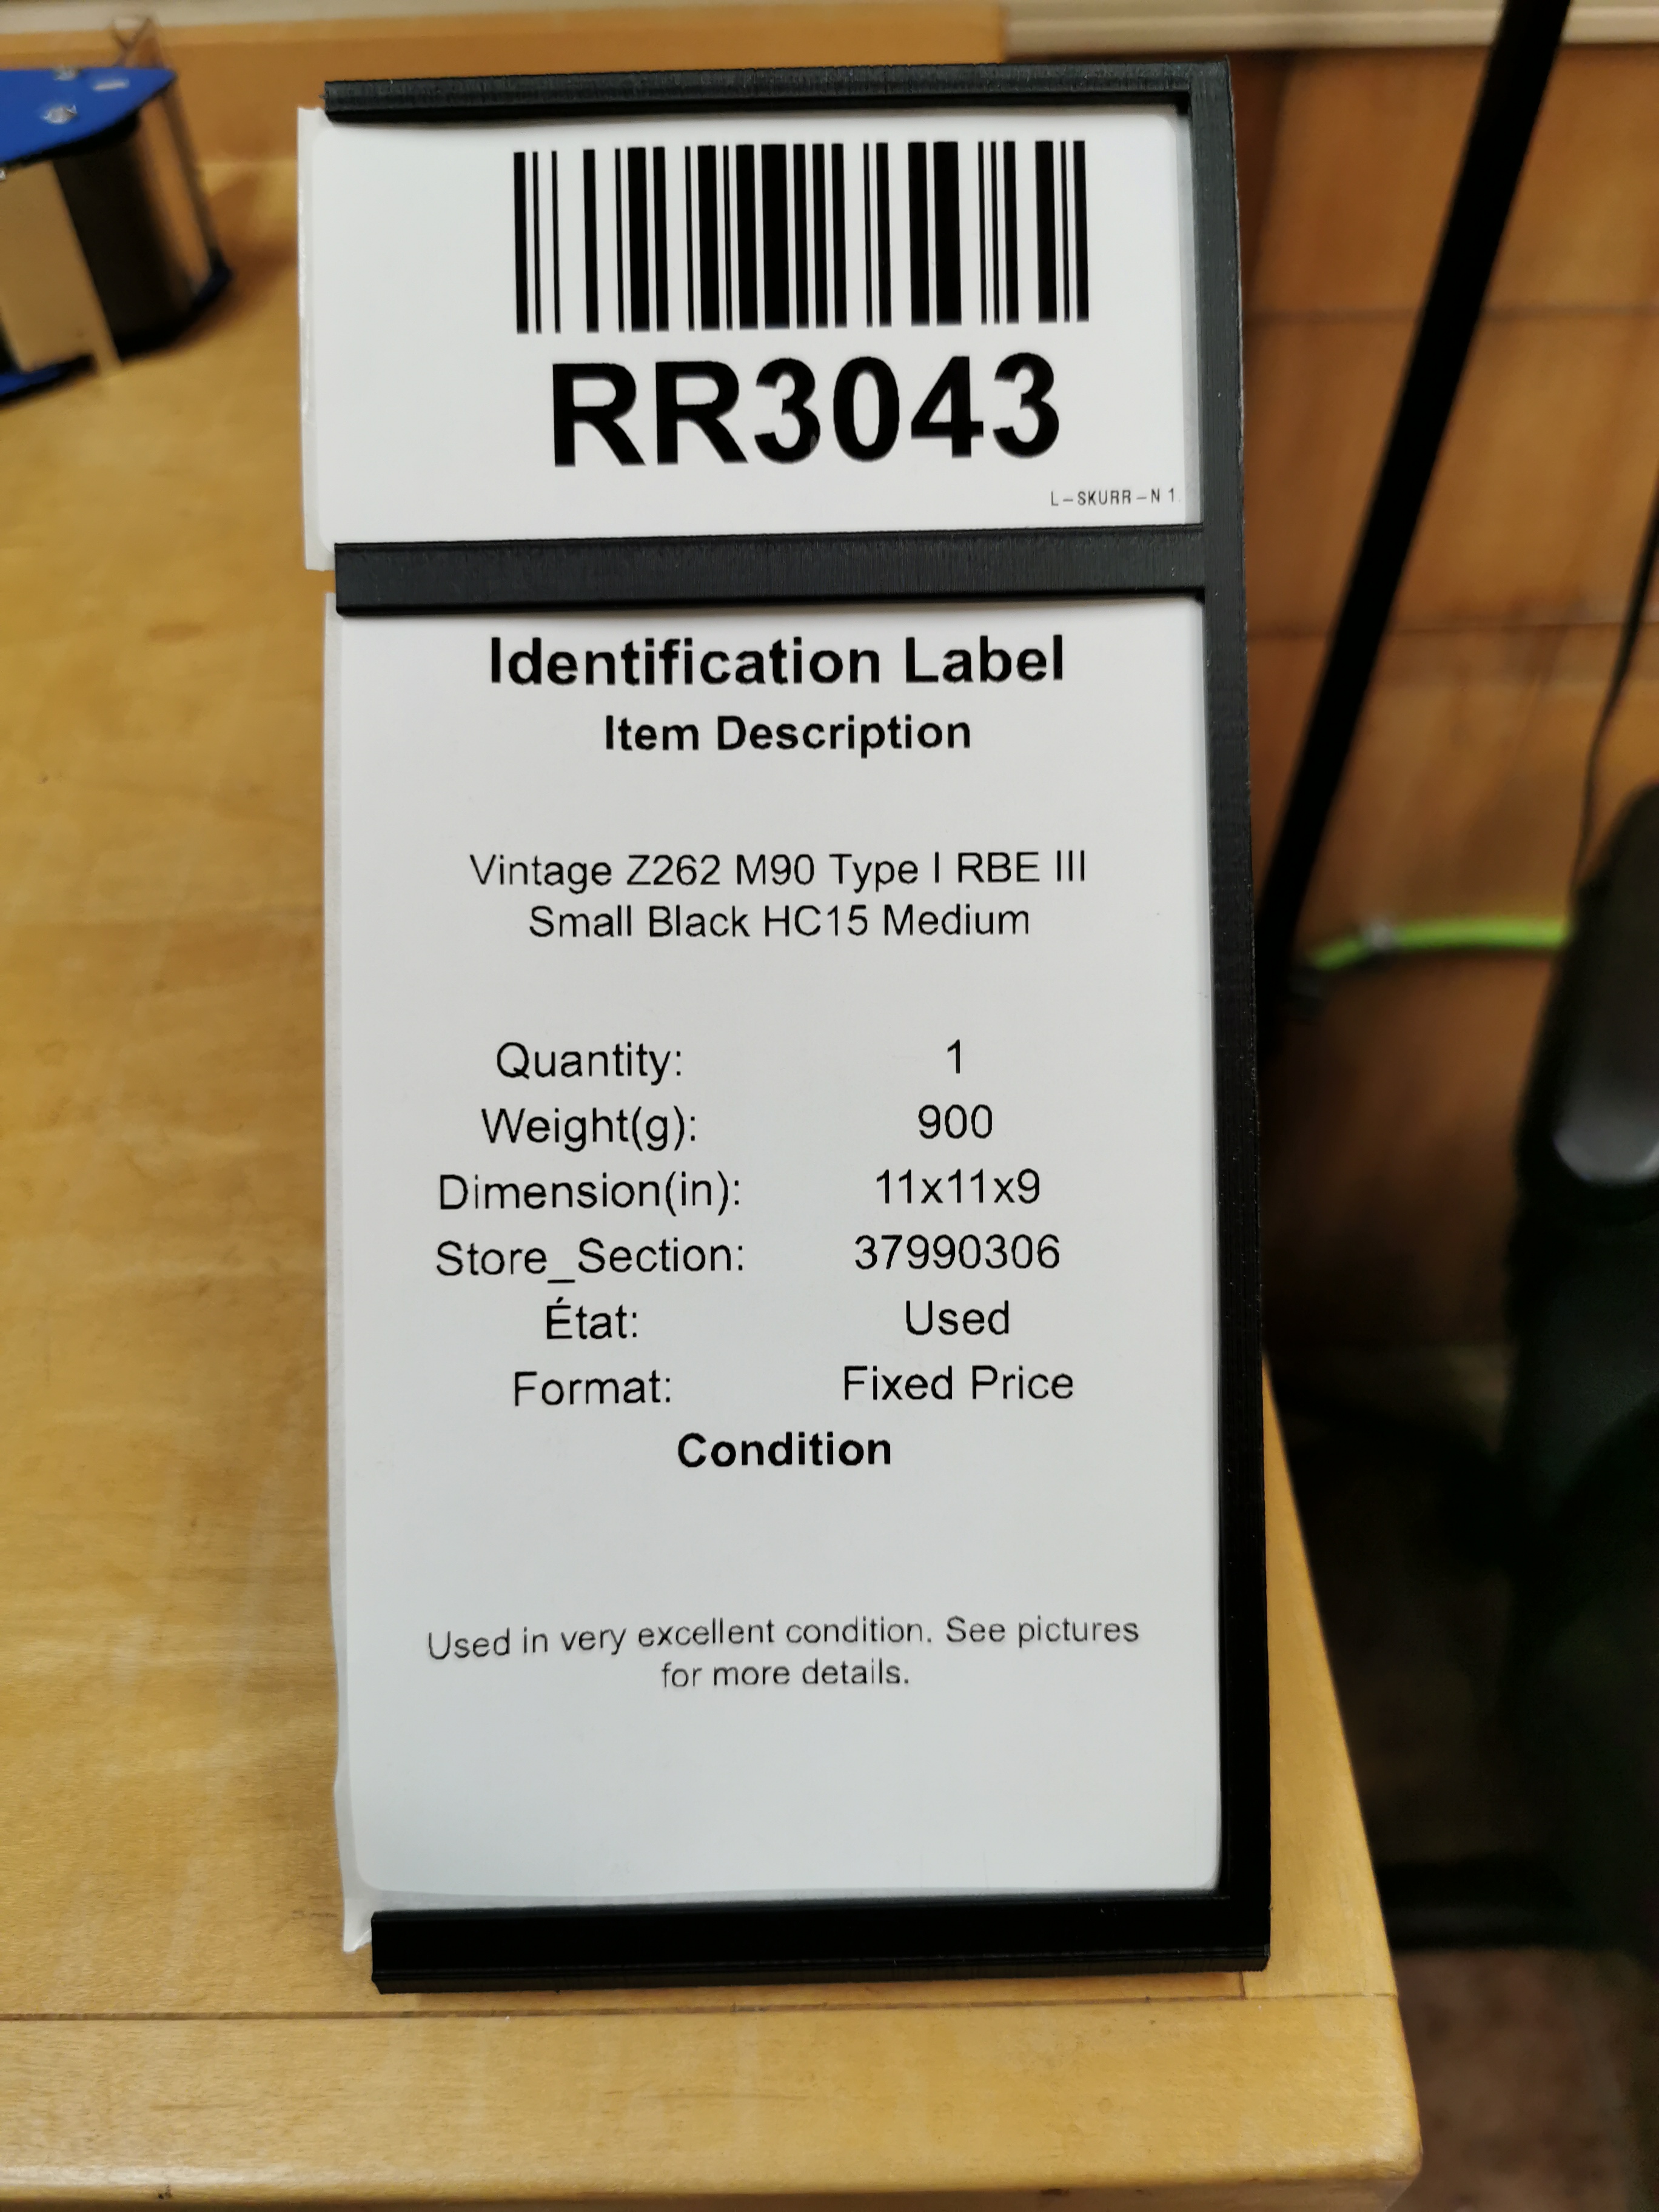 RR3043
L-SKURR-N 1.
Identification Label
Item Description
Vintage Z262 M90 Type I RBE III
Small Black HC15 Medium
Quantity: 1
Weight(g): 900
Dimension(in): 11x11x9
Store_Section: 37990306
État: Used
Format: Fixed Price
Condition
Used in very excellent condition. See pictures
for more details.